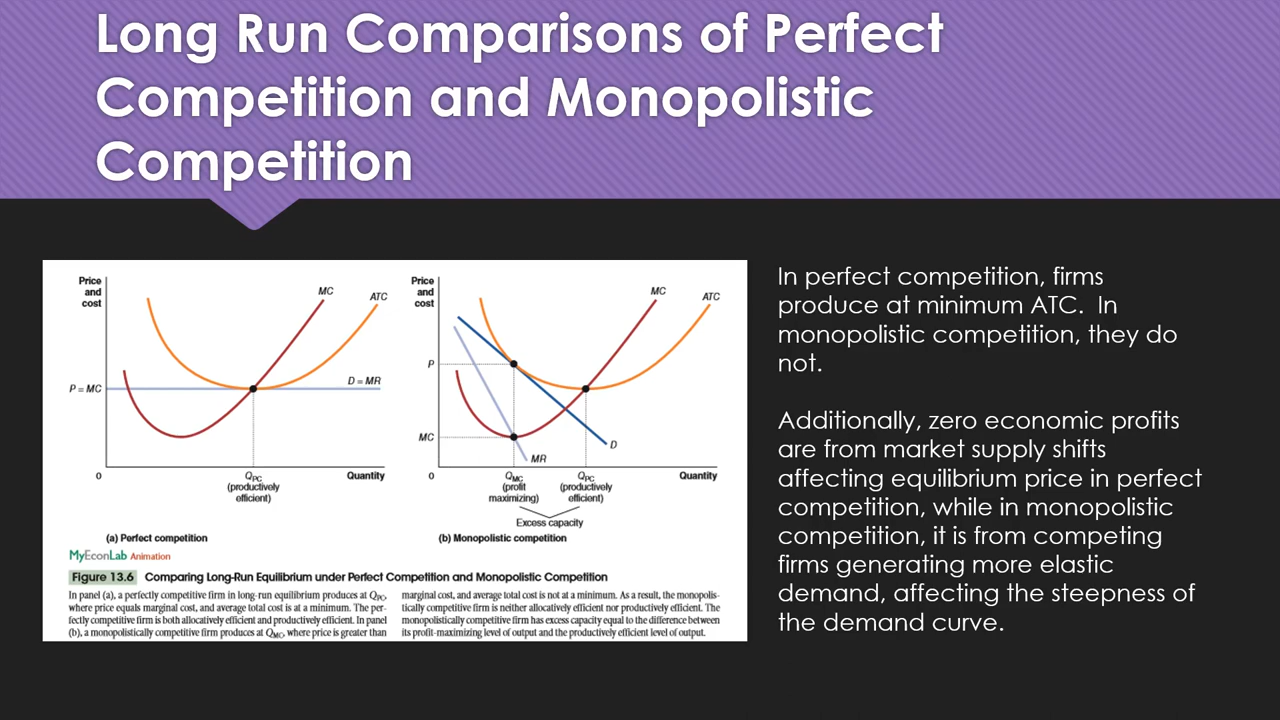 Long Run Comparisons of Perfect
Competition and Monopolistic
Competition
Price
and
cost
MC
ATC
P = MC
D = MR
0
Q_PC
(productively
efficient)
Quantity
(a) Perfect competition
Price
and
cost
MC
ATC
P
MC
D
MR
0
Q_MC
(profit
maximizing)
Q_PC
(productively
efficient)
Quantity
Excess capacity
(b) Monopolistic competition
MyEconLab Animation
Figure 13.6 Comparing Long-Run Equilibrium under Perfect Competition and Monopolistic Competition
In panel (a), a perfectly competitive firm in long-run equilibrium produces at Q_PC,
where price equals marginal cost, and average total cost is at a minimum. The per-
fectly competitive firm is both allocatively efficient and productively efficient. In panel
(b), a monopolistically competitive firm produces at Q_MC, where price is greater than
marginal cost, and average total cost is not at a minimum. As a result, the monopolis-
tically competitive firm is neither allocatively efficient nor productively efficient. The
monopolistically competitive firm has excess capacity equal to the difference between
its profit-maximizing level of output and the productively efficient level of output.
In perfect competition, firms
produce at minimum ATC. In
monopolistic competition, they do
not.
Additionally, zero economic profits
are from market supply shifts
affecting equilibrium price in perfect
competition, while in monopolistic
competition, it is from competing
firms generating more elastic
demand, affecting the steepness of
the demand curve.